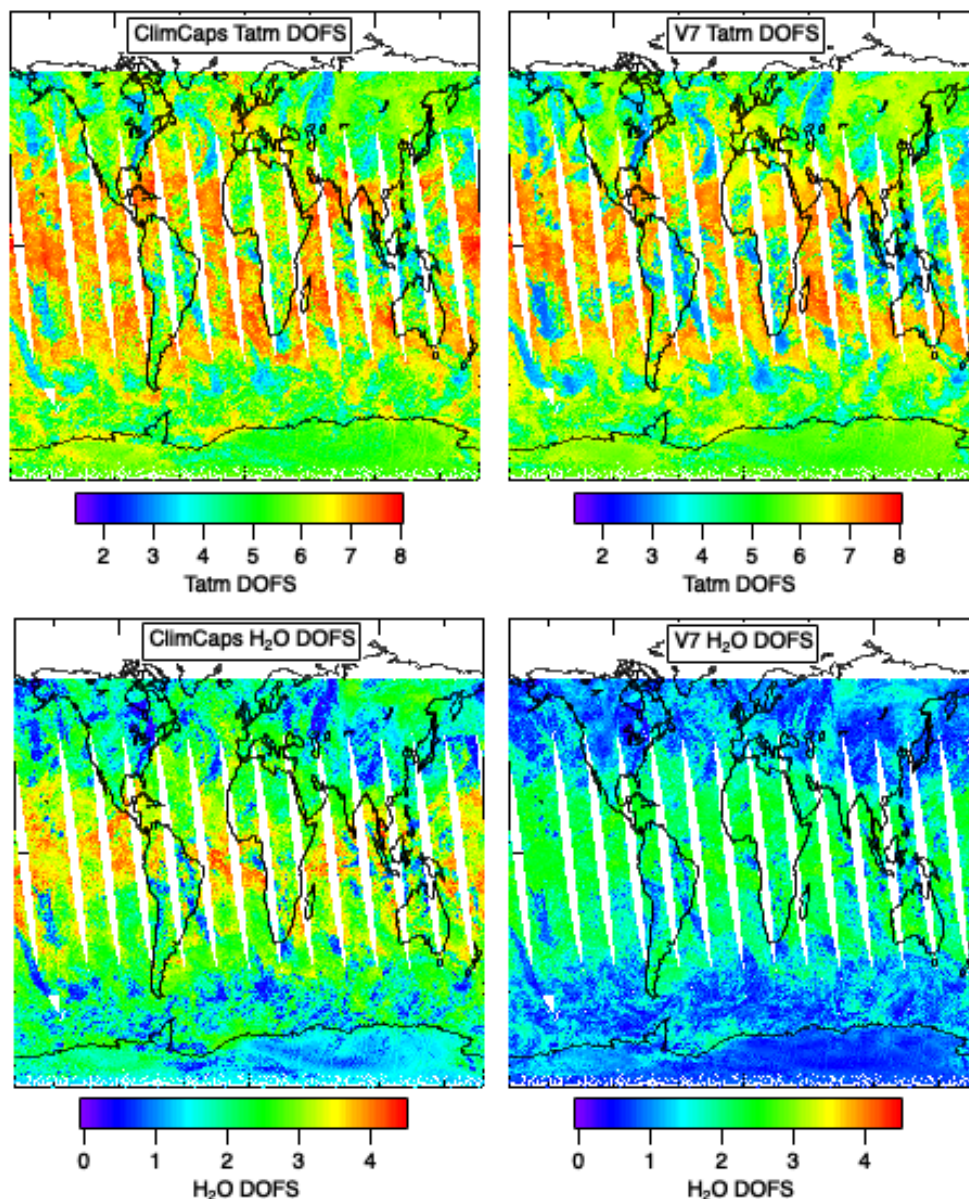 ClimCaps Tatm DOFS
V7 Tatm DOFS
2 3 4 5 6 7 8
Tatm DOFS
2 3 4 5 6 7 8
Tatm DOFS
ClimCaps H₂O DOFS
V7 H₂O DOFS
0 1 2 3 4
H₂O DOFS
0 1 2 3 4
H₂O DOFS